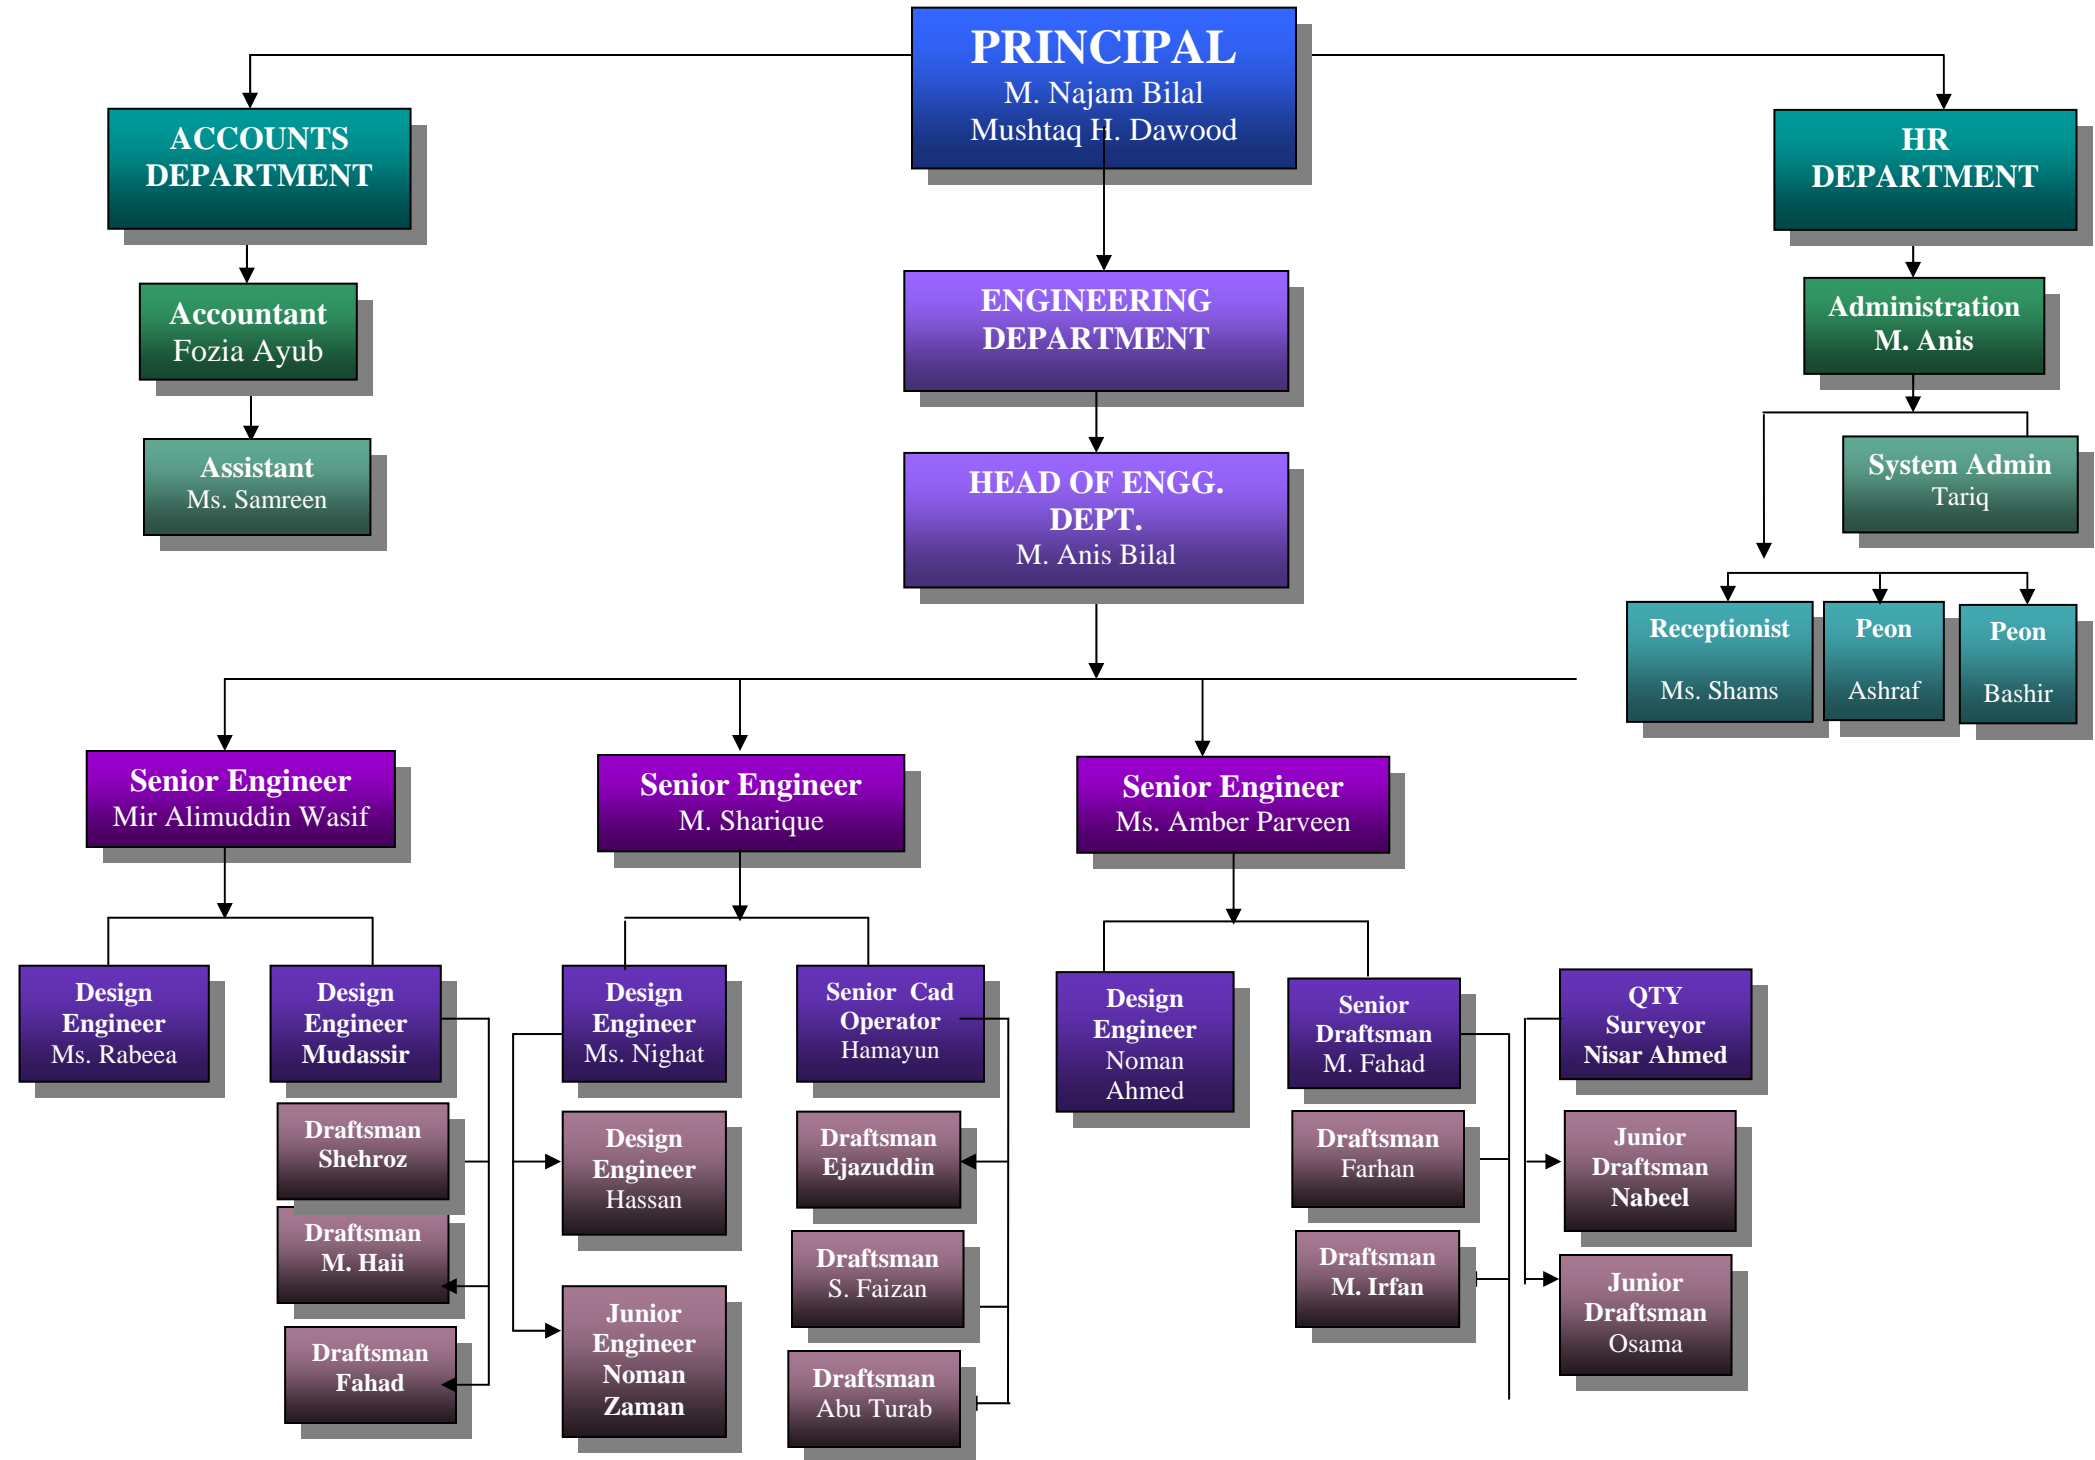 PRINCIPAL
M. Najam Bilal
Mushtaq H. Dawood
ACCOUNTS
DEPARTMENT
HR
DEPARTMENT
Accountant
Fozia Ayub
ENGINEERING
DEPARTMENT
Administration
M. Anis
Assistant
Ms. Samreen
HEAD OF ENGG.
DEPT.
M. Anis Bilal
System Admin
Tariq
Receptionist
Ms. Shams
Peon
Ashraf
Peon
Bashir
Senior Engineer
Mir Alimuddin Wasif
Senior Engineer
M. Sharique
Senior Engineer
Ms. Amber Parveen
Design
Engineer
Ms. Rabeea
Design
Engineer
Mudassir
Design
Engineer
Ms. Nighat
Senior Cad
Operator
Hamayun
Design
Engineer
Noman
Ahmed
Senior
Draftsman
M. Fahad
QTY
Surveyor
Nisar Ahmed
Draftsman
Shehroz
Design
Engineer
Hassan
Draftsman
Ejazuddin
Draftsman
Farhan
Junior
Draftsman
Nabeel
Draftsman
M. Haii
Draftsman
S. Faizan
Draftsman
M. Irfan
Junior
Draftsman
Osama
Draftsman
Fahad
Junior
Engineer
Noman
Zaman
Draftsman
Abu Turab